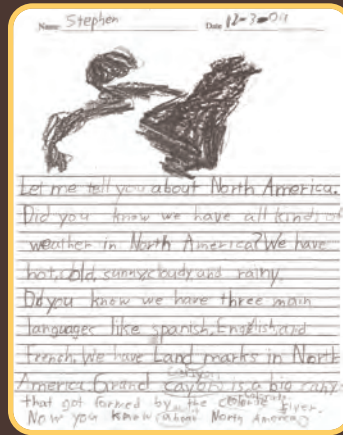 Name Stephen Date 12-3-09
Let me tell you about North America.
Did you know we have all kinds of
weather in North America? We have
hot, cold, sunny, cloudy, and rainy.
Did you know we have three main
languages like spanish, English, and
French. We have Land marks in North
America. Grand Canyon is a big
that got formed by the River.
Now you know about North America